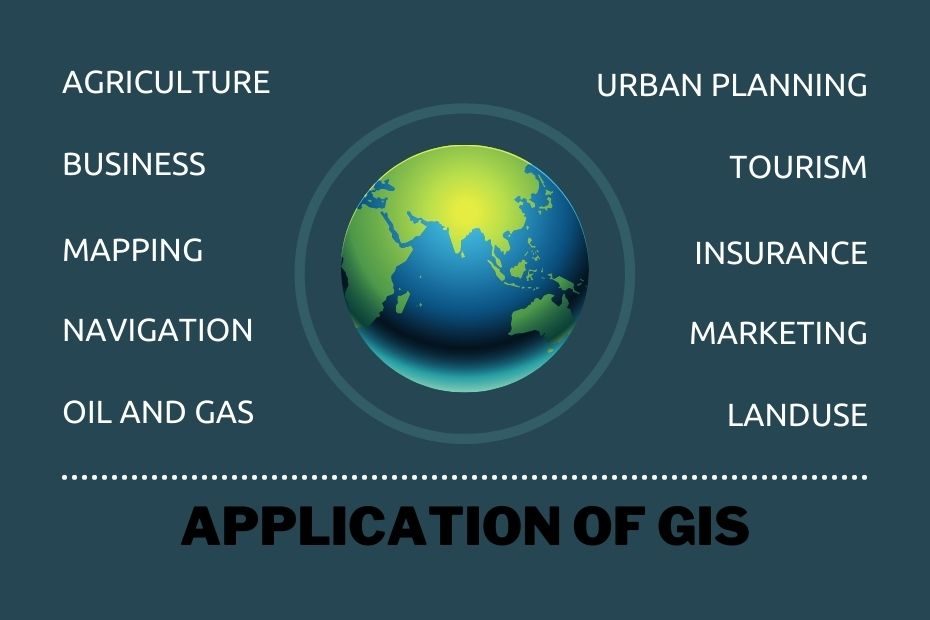 AGRICULTURE
BUSINESS
MAPPING
NAVIGATION
OIL AND GAS
URBAN PLANNING
TOURISM
INSURANCE
MARKETING
LANDUSE
APPLICATION OF GIS